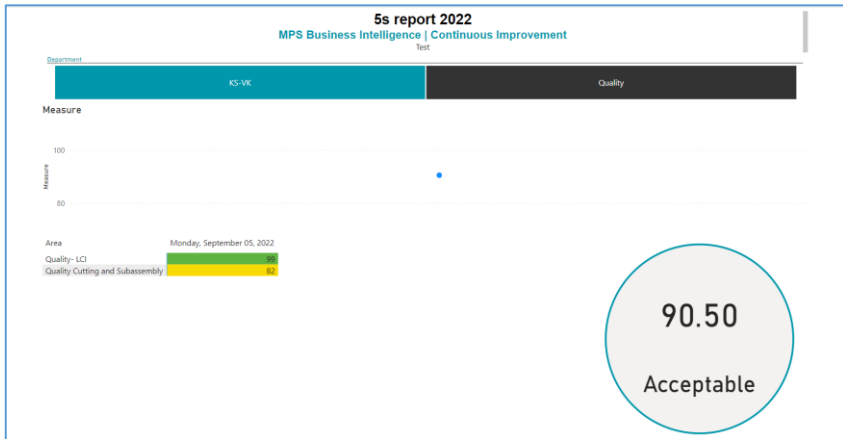 5s report 2022
MPS Business Intelligence | Continuous Improvement
Test
Department
KS-VK Quality
Measure
Measure
100
80
Area Monday, September 05, 2022
Quality- LCI 99
Quality Cutting and Subassembly 82
90.50
Acceptable